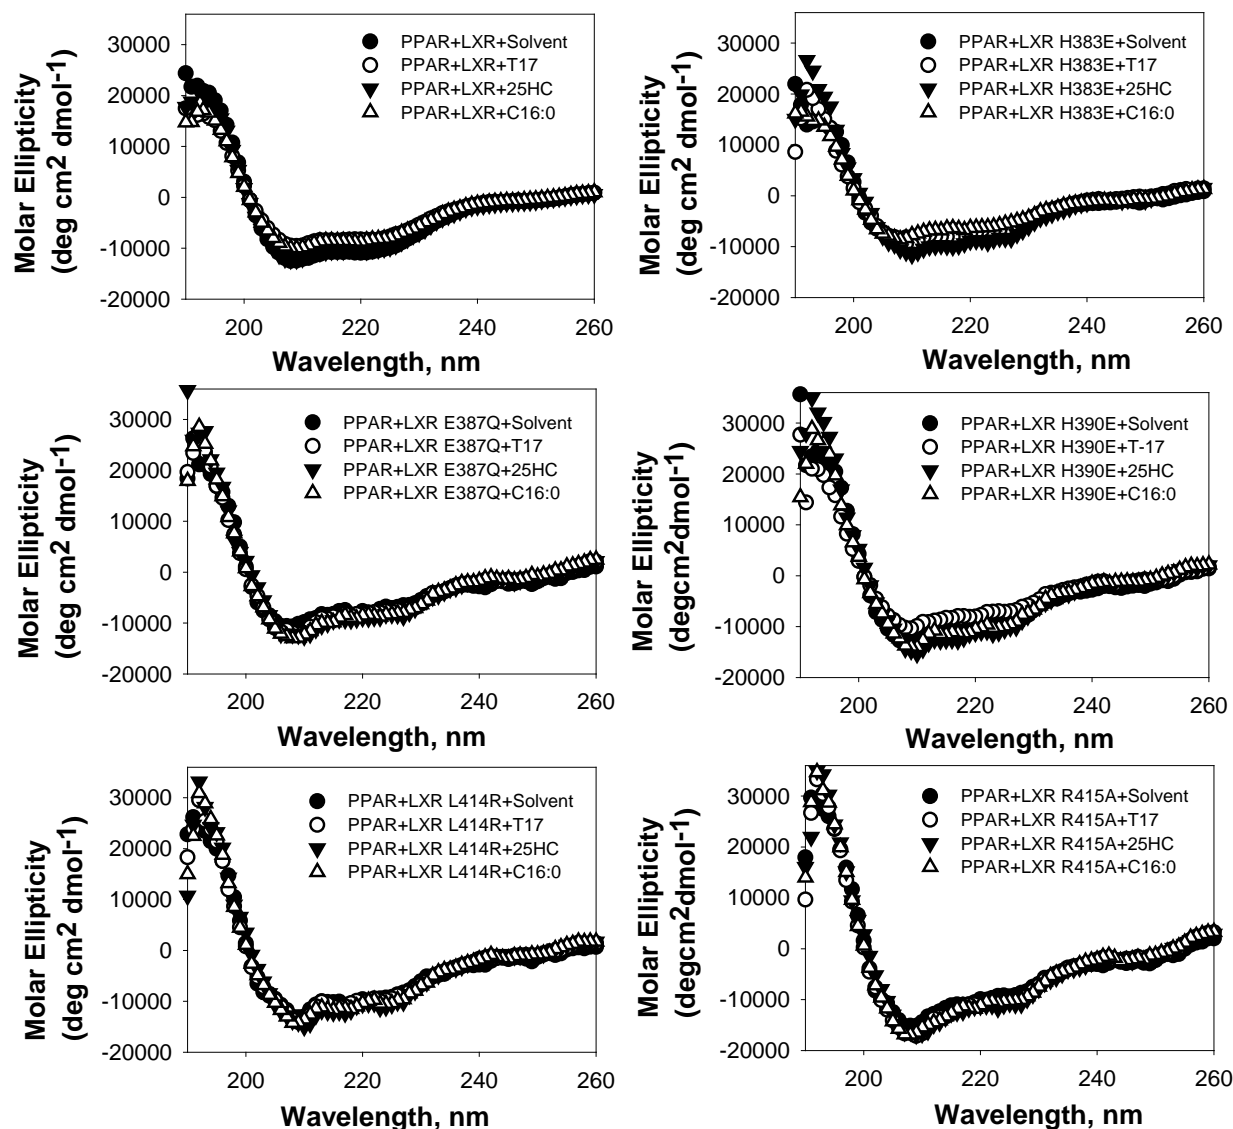 Molar Ellipticity
(deg cm2 dmol-1)
30000
20000
10000
0
-10000
-20000
PPAR+LXR+Solvent
PPAR+LXR+T17
PPAR+LXR+25HC
PPAR+LXR+C16:0
200 220 240 260
Wavelength, nm
Molar Ellipticity
(deg cm2 dmol-1)
30000
20000
10000
0
-10000
-20000
PPAR+LXR H383E+Solvent
PPAR+LXR H383E+T17
PPAR+LXR H383E+25HC
PPAR+LXR H383E+C16:0
200 220 240 260
Wavelength, nm
Molar Ellipticity
(deg cm2 dmol-1)
30000
20000
10000
0
-10000
-20000
PPAR+LXR E387Q+Solvent
PPAR+LXR E387Q+T17
PPAR+LXR E387Q+25HC
PPAR+LXR E387Q+C16:0
200 220 240 260
Wavelength, nm
Molar Ellipticity
(degcm2dmol-1)
30000
20000
10000
0
-10000
-20000
PPAR+LXR H390E+Solvent
PPAR+LXR H390E+T-17
PPAR+LXR H390E+25HC
PPAR+LXR H390E+C16:0
200 220 240 260
Wavelength, nm
Molar Ellipticity
(deg cm2 dmol-1)
30000
20000
10000
0
-10000
-20000
PPAR+LXR L414R+Solvent
PPAR+LXR L414R+T17
PPAR+LXR L414R+25HC
PPAR+LXR L414R+C16:0
200 220 240 260
Wavelength, nm
Molar Ellipticity
(degcm2dmol-1)
30000
20000
10000
0
-10000
-20000
PPAR+LXR R415A+Solvent
PPAR+LXR R415A+T17
PPAR+LXR R415A+25HC
PPAR+LXR R415A+C16:0
200 220 240 260
Wavelength, nm